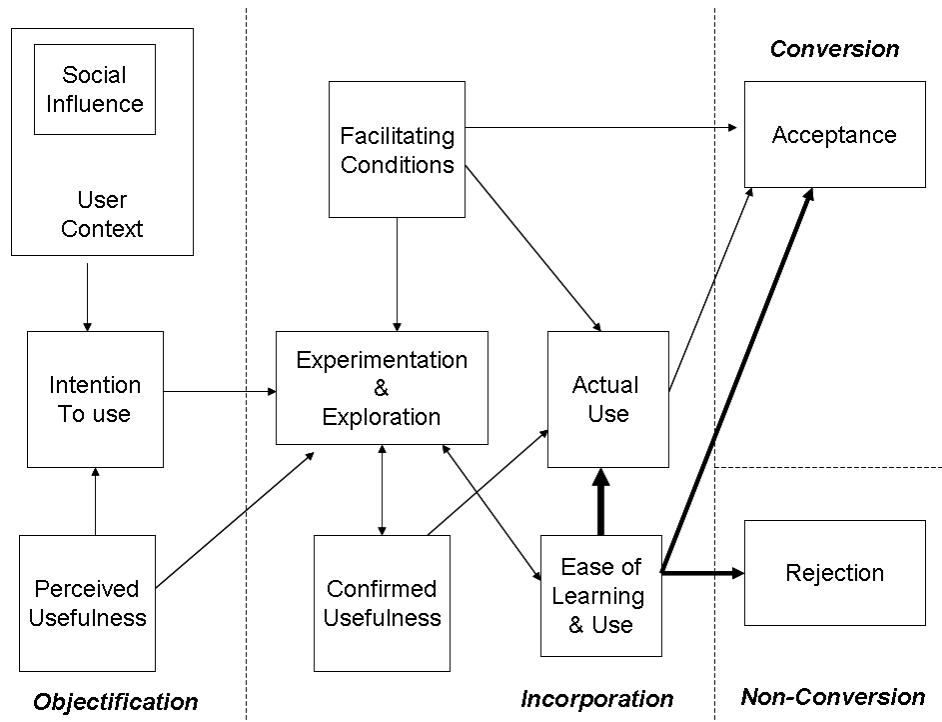 Social
Influence
User
Context
Intention
To use
Perceived
Usefulness
Objectification
Facilitating
Conditions
Experimentation
&
Exploration
Actual
Use
Confirmed
Usefulness
Ease of
Learning
& Use
Incorporation
Conversion
Acceptance
Rejection
Non-Conversion